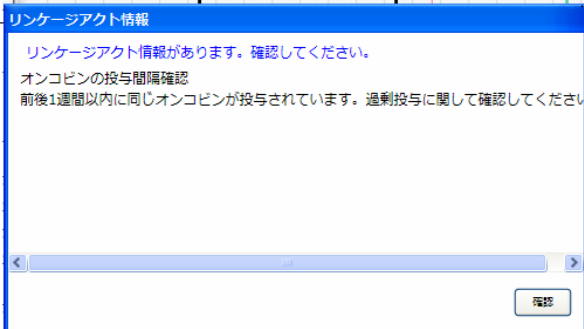 リンケージアクト情報
リンケージアクト情報があります。確認してください。
オンコビンの投与間隔確認
前後1週間以内に同じオンコビンが投与されています。過剰投与に関して確認してくださ
確認